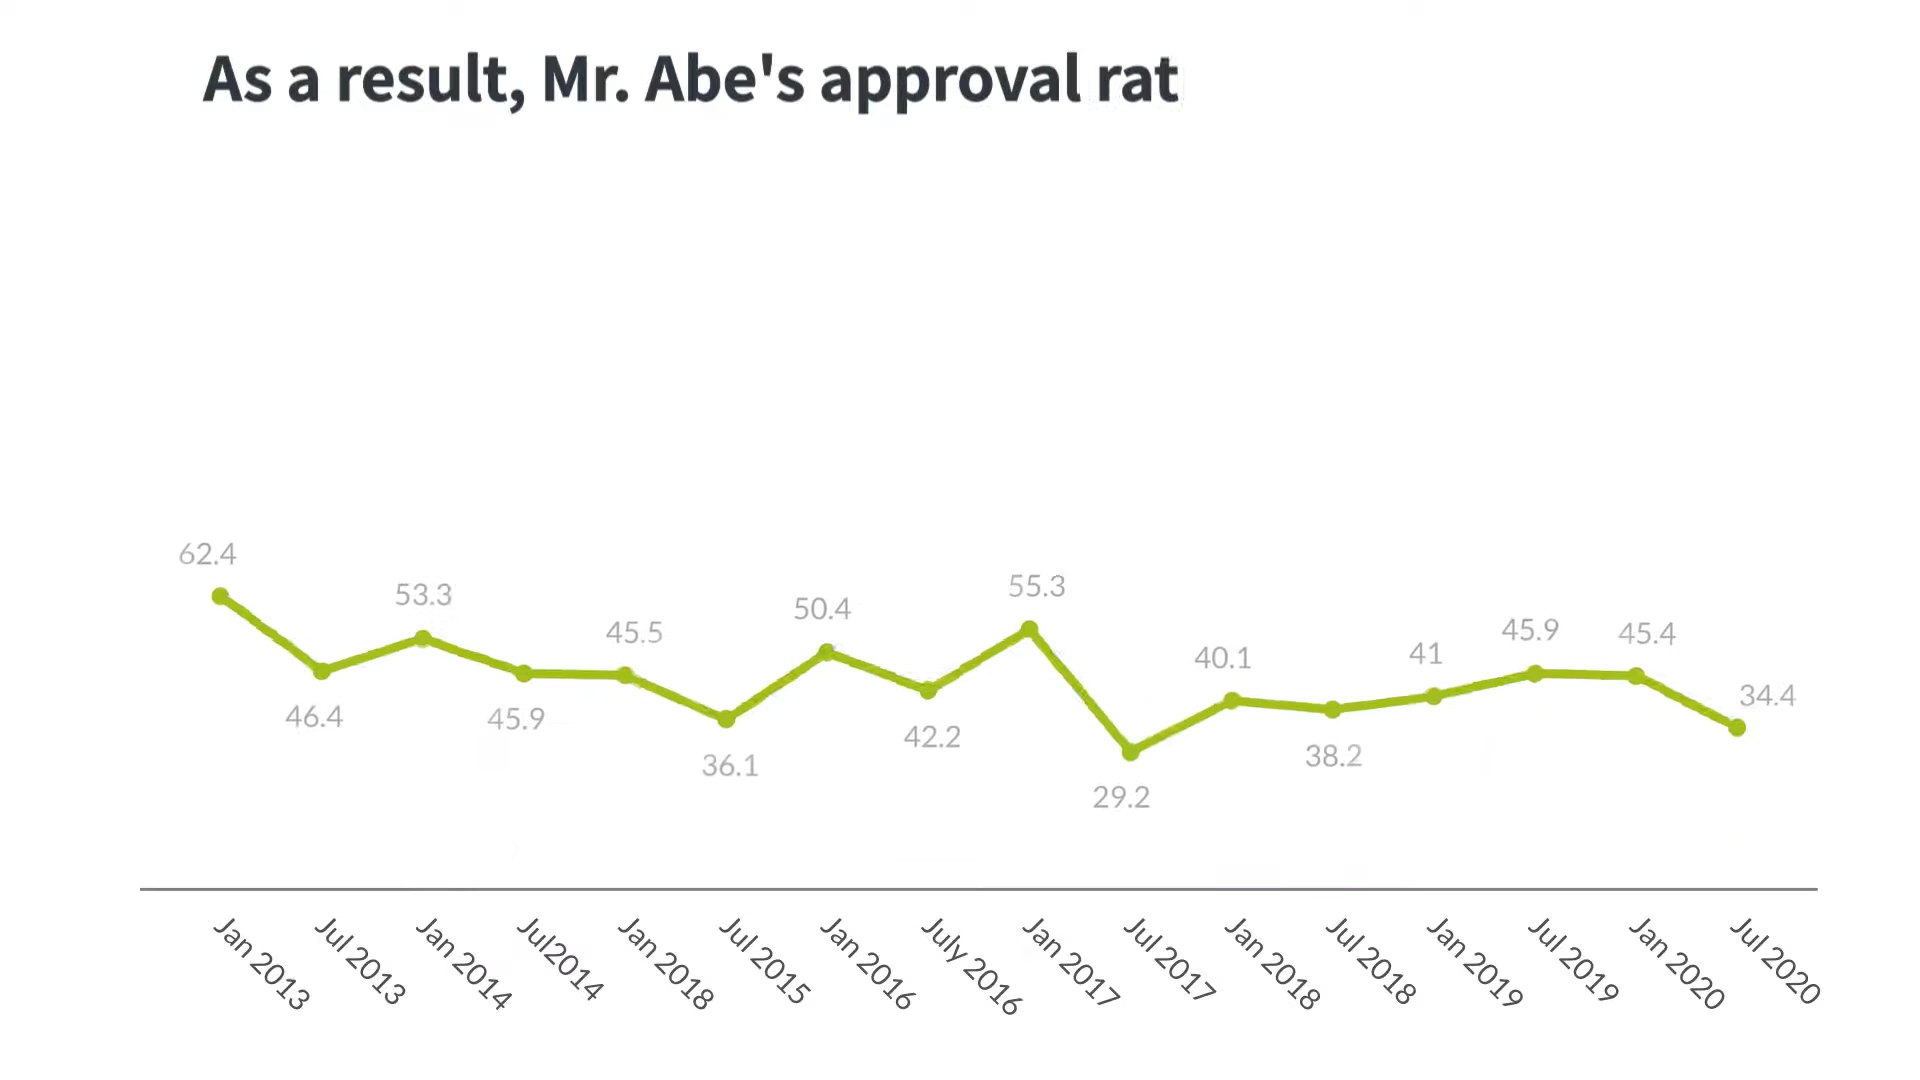 As a result, Mr. Abe's approval rat
62.4
46.4
53.3
45.9
45.5
36.1
50.4
42.2
55.3
29.2
40.1
38.2
41
45.9
45.4
34.4
Jan 2013
Jul 2013
Jan 2014
Jul2014
Jan 2018
Jul 2015
Jan 2016
July 2016
Jan 2017
Jul 2017
Jan 2018
Jul 2018
Jan 2019
Jul 2019
Jan 2020
Jul 2020